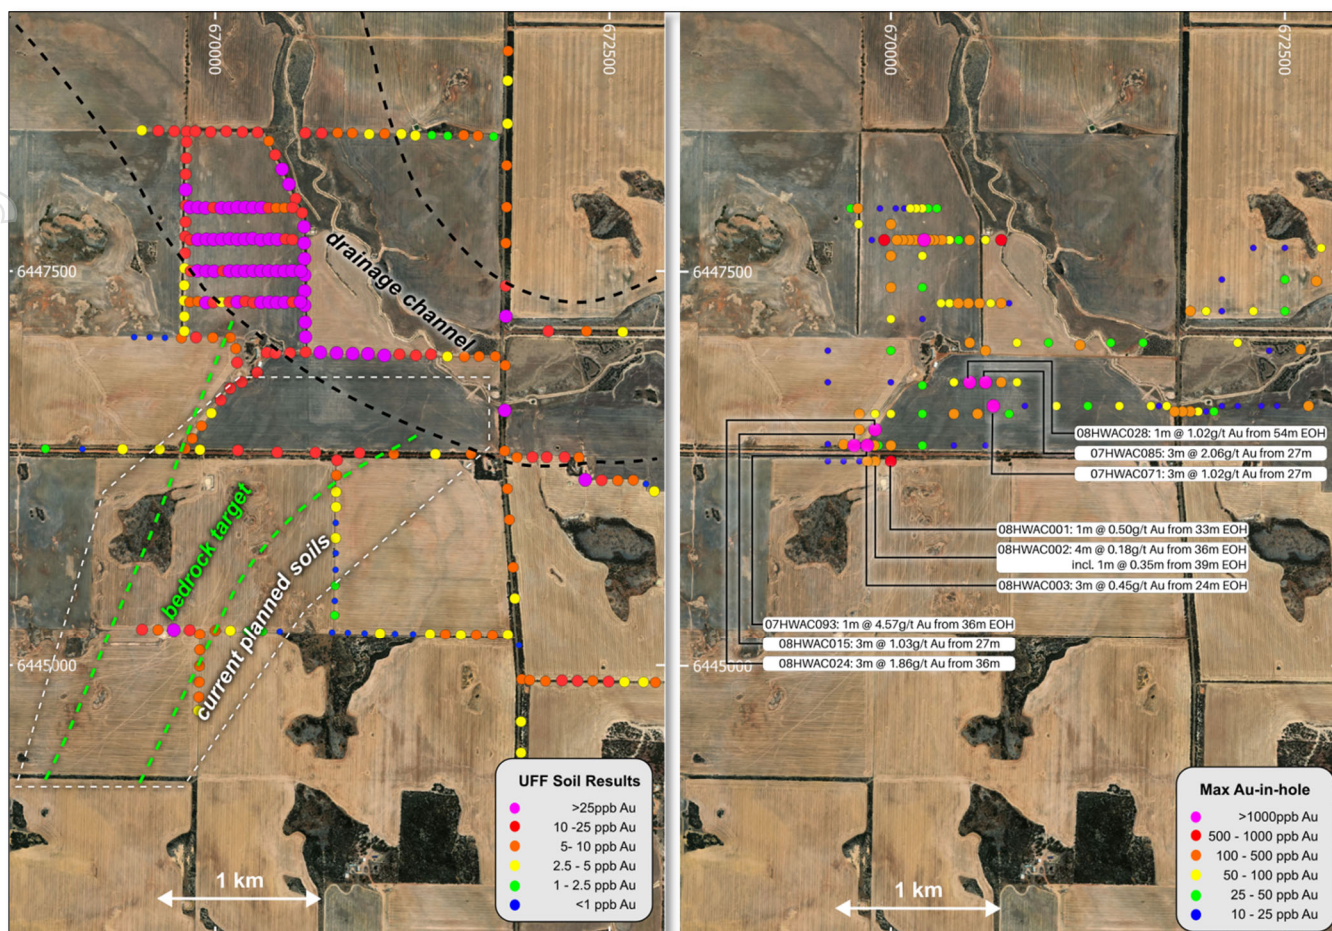 670000
672500
6447500
drainage channel
bedrock target
current planned soils
1 km
UFF Soil Results
>25ppb Au
10 -25 ppb Au
5- 10 ppb Au
2.5 - 5 ppb Au
1 - 2.5 ppb Au
<1 ppb Au
670000
672500
6447500
08HWAC028: 1m @ 1.02g/t Au from 54m EOH
07HWAC085: 3m @ 2.06g/t Au from 27m
07HWAC071: 3m @ 1.02g/t Au from 27m
08HWAC001: 1m @ 0.50g/t Au from 33m EOH
08HWAC002: 4m @ 0.18g/t Au from 36m EOH
incl. 1m @ 0.35m from 39m EOH
08HWAC003: 3m @ 0.45g/t Au from 24m EOH
07HWAC093: 1m @ 4.57g/t Au from 36m EOH
08HWAC015: 3m @ 1.03g/t Au from 27m
08HWAC024: 3m @ 1.86g/t Au from 36m
6445000
1 km
Max Au-in-hole
>1000ppb Au
500 - 1000 ppb Au
100 - 500 ppb Au
50 - 100 ppb Au
25 - 50 ppb Au
10 - 25 ppb Au